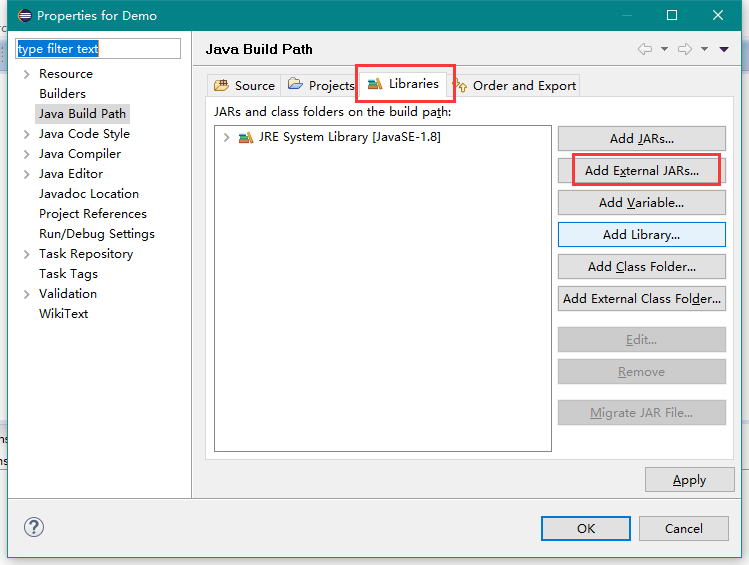 Properties for Demo
type filter text
Resource
Builders
Java Build Path
Java Code Style
Java Compiler
Java Editor
Javadoc Location
Project References
Run/Debug Settings
Task Repository
Task Tags
Validation
WikiText
Java Build Path
Source Projects Libraries Order and Export
JARs and class folders on the build path:
JRE System Library [JavaSE-1.8]
Add JARs...
Add External JARs...
Add Variable...
Add Library...
Add Class Folder...
Add External Class Folder...
Edit...
Remove
Migrate JAR File...
Apply
?
OK Cancel